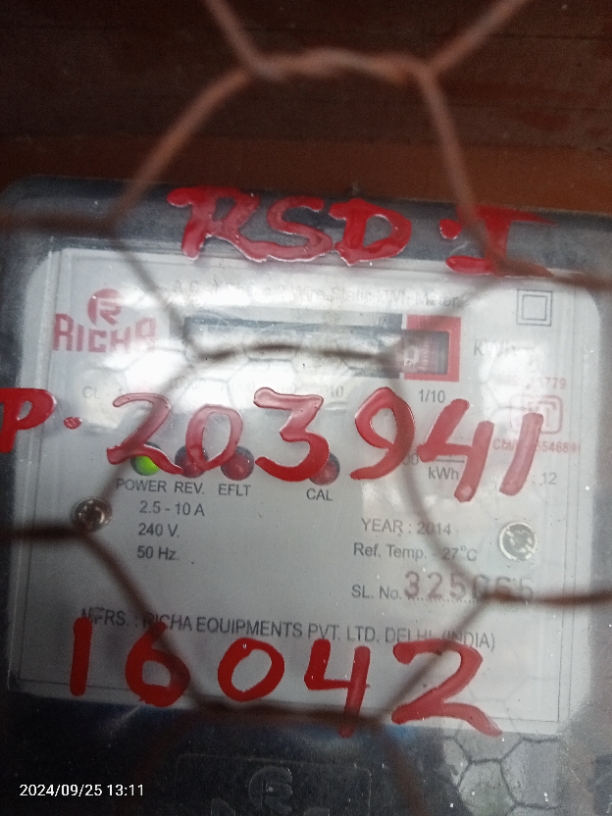 RSD·I
RICHA
1/10
P·203941
kWh
POWER REV. EFLT CAL
2.5 - 10 A
240 V.
50 Hz.
YEAR : 2014
Ref. Temp. 27°C
SL. No.
MFRS. : RICHA EQUIPMENTS PVT. LTD. DELHI. (INDIA)
16042
2024/09/25 13:11